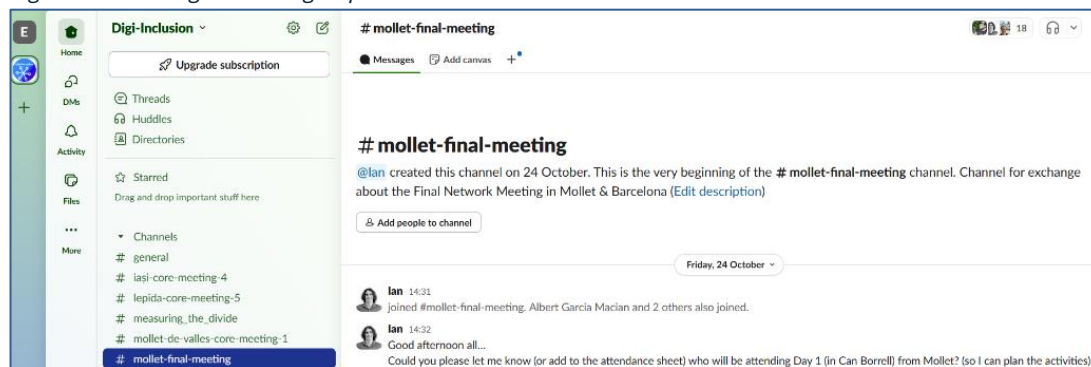 E
Home
DMs
Activity
Files
More
Digi-Inclusion
Upgrade subscription
Threads
Huddles
Directories
Starred
Drag and drop important stuff here
Channels
# general
# iași-core-meeting-4
# lepida-core-meeting-5
# measuring_the_divide
# mollet-de-valles-core-meeting-1
# mollet-final-meeting
# mollet-final-meeting
18
Messages Add canvas +
# mollet-final-meeting
@Ian created this channel on 24 October. This is the very beginning of the # mollet-final-meeting channel. Channel for exchange
about the Final Network Meeting in Mollet & Barcelona (Edit description)
Add people to channel
Friday, 24 October
Ian 14:31
joined #mollet-final-meeting. Albert Garcia Macian and 2 others also joined.
Ian 14:32
Good afternoon all...
Could you please let me know (or add to the attendance sheet) who will be attending Day 1 (in Can Borrell) from Mollet? (so I can plan the activities)